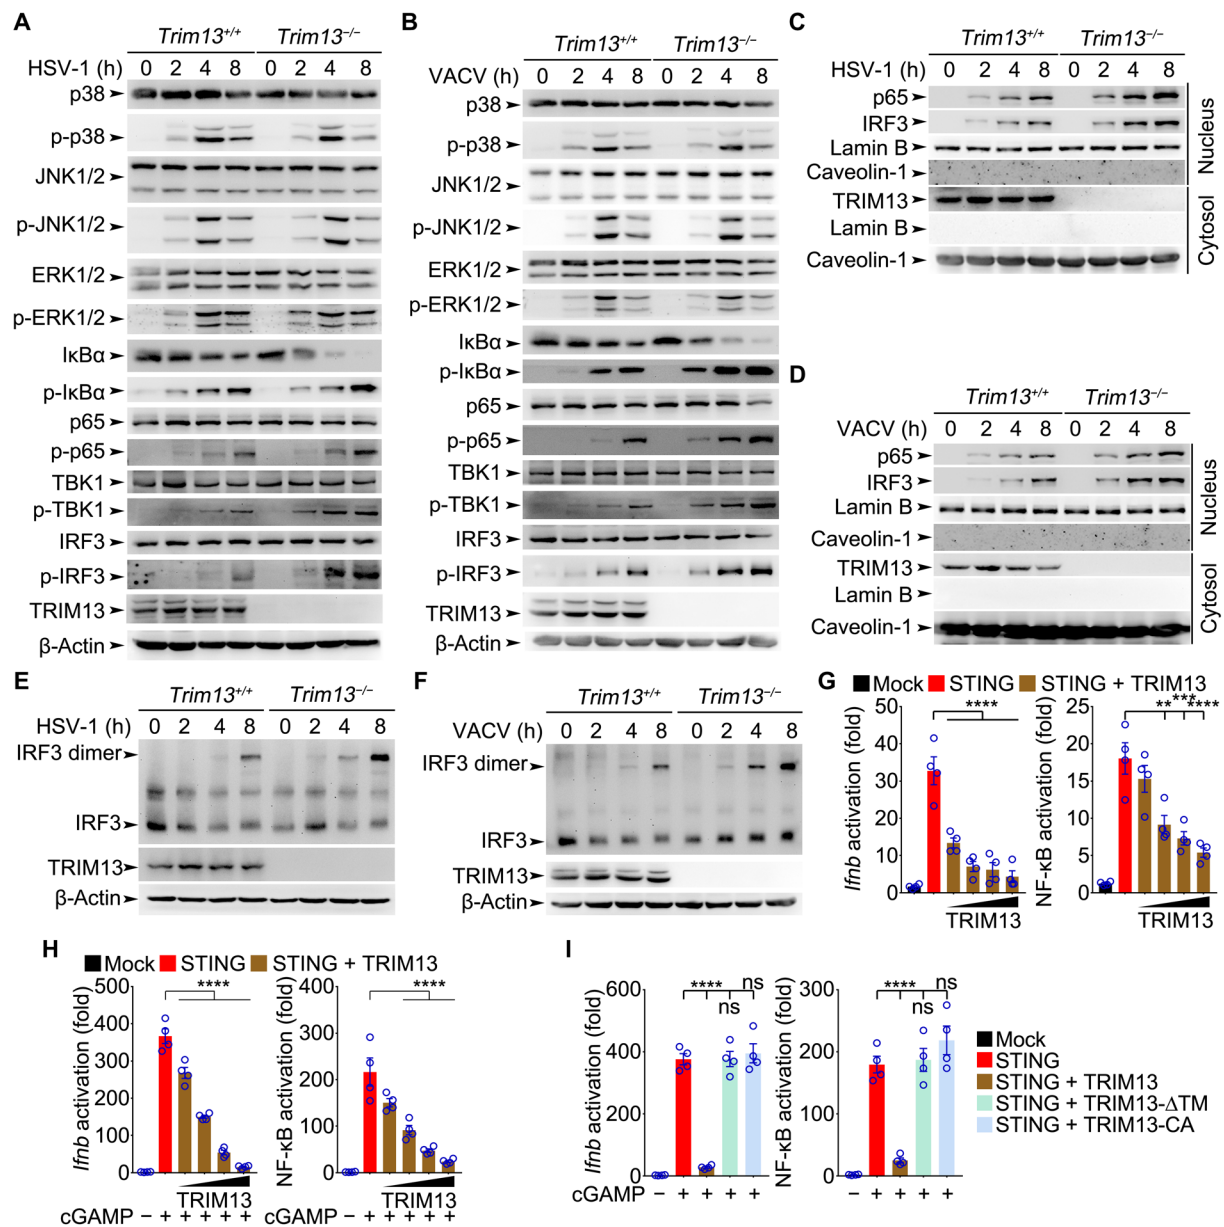 A
Trim13+/+ Trim13−/−
HSV-1 (h) 0 2 4 8 0 2 4 8
p38
p-p38
JNK1/2
p-JNK1/2
ERK1/2
p-ERK1/2
IκBα
p-IκBα
p65
p-p65
TBK1
p-TBK1
IRF3
p-IRF3
TRIM13
β-Actin
B
Trim13+/+ Trim13−/−
VACV (h) 0 2 4 8 0 2 4 8
p38
p-p38
JNK1/2
p-JNK1/2
ERK1/2
p-ERK1/2
IκBα
p-IκBα
p65
p-p65
TBK1
p-TBK1
IRF3
p-IRF3
TRIM13
β-Actin
C
Trim13+/+ Trim13−/−
HSV-1 (h) 0 2 4 8 0 2 4 8
p65
IRF3
Lamin B
Caveolin-1
Nucleus
TRIM13
Lamin B
Caveolin-1
Cytosol
D
Trim13+/+ Trim13−/−
VACV (h) 0 2 4 8 0 2 4 8
p65
IRF3
Lamin B
Caveolin-1
Nucleus
TRIM13
Lamin B
Caveolin-1
Cytosol
E
Trim13+/+ Trim13−/−
HSV-1 (h) 0 2 4 8 0 2 4 8
IRF3 dimer
IRF3
TRIM13
β-Actin
F
Trim13+/+ Trim13−/−
VACV (h) 0 2 4 8 0 2 4 8
IRF3 dimer
IRF3
TRIM13
β-Actin
G
Mock STING STING + TRIM13
Ifnb activation (fold)
50
40
30
20
10
0
****
TRIM13
NF-κB activation (fold)
25
20
15
10
5
0
** *** ****
TRIM13
H
Mock STING STING + TRIM13
Ifnb activation (fold)
500
400
300
200
100
0
****
TRIM13
cGAMP − + + + + +
NF-κB activation (fold)
400
300
200
100
0
****
TRIM13
cGAMP − + + + + +
I
Ifnb activation (fold)
600
400
200
0
**** ns ns
cGAMP − + + + +
NF-κB activation (fold)
300
200
100
0
**** ns ns
− + + + +
Mock
STING
STING + TRIM13
STING + TRIM13-ΔTM
STING + TRIM13-CA